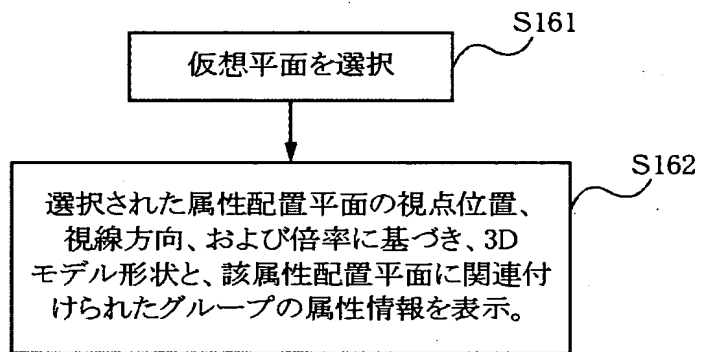 S161
仮想平面を選択
S162
選択された属性配置平面の視点位置、
視線方向、および倍率に基づき、3D
モデル形状と、該属性配置平面に関連付
けられたグループの属性情報を表示。